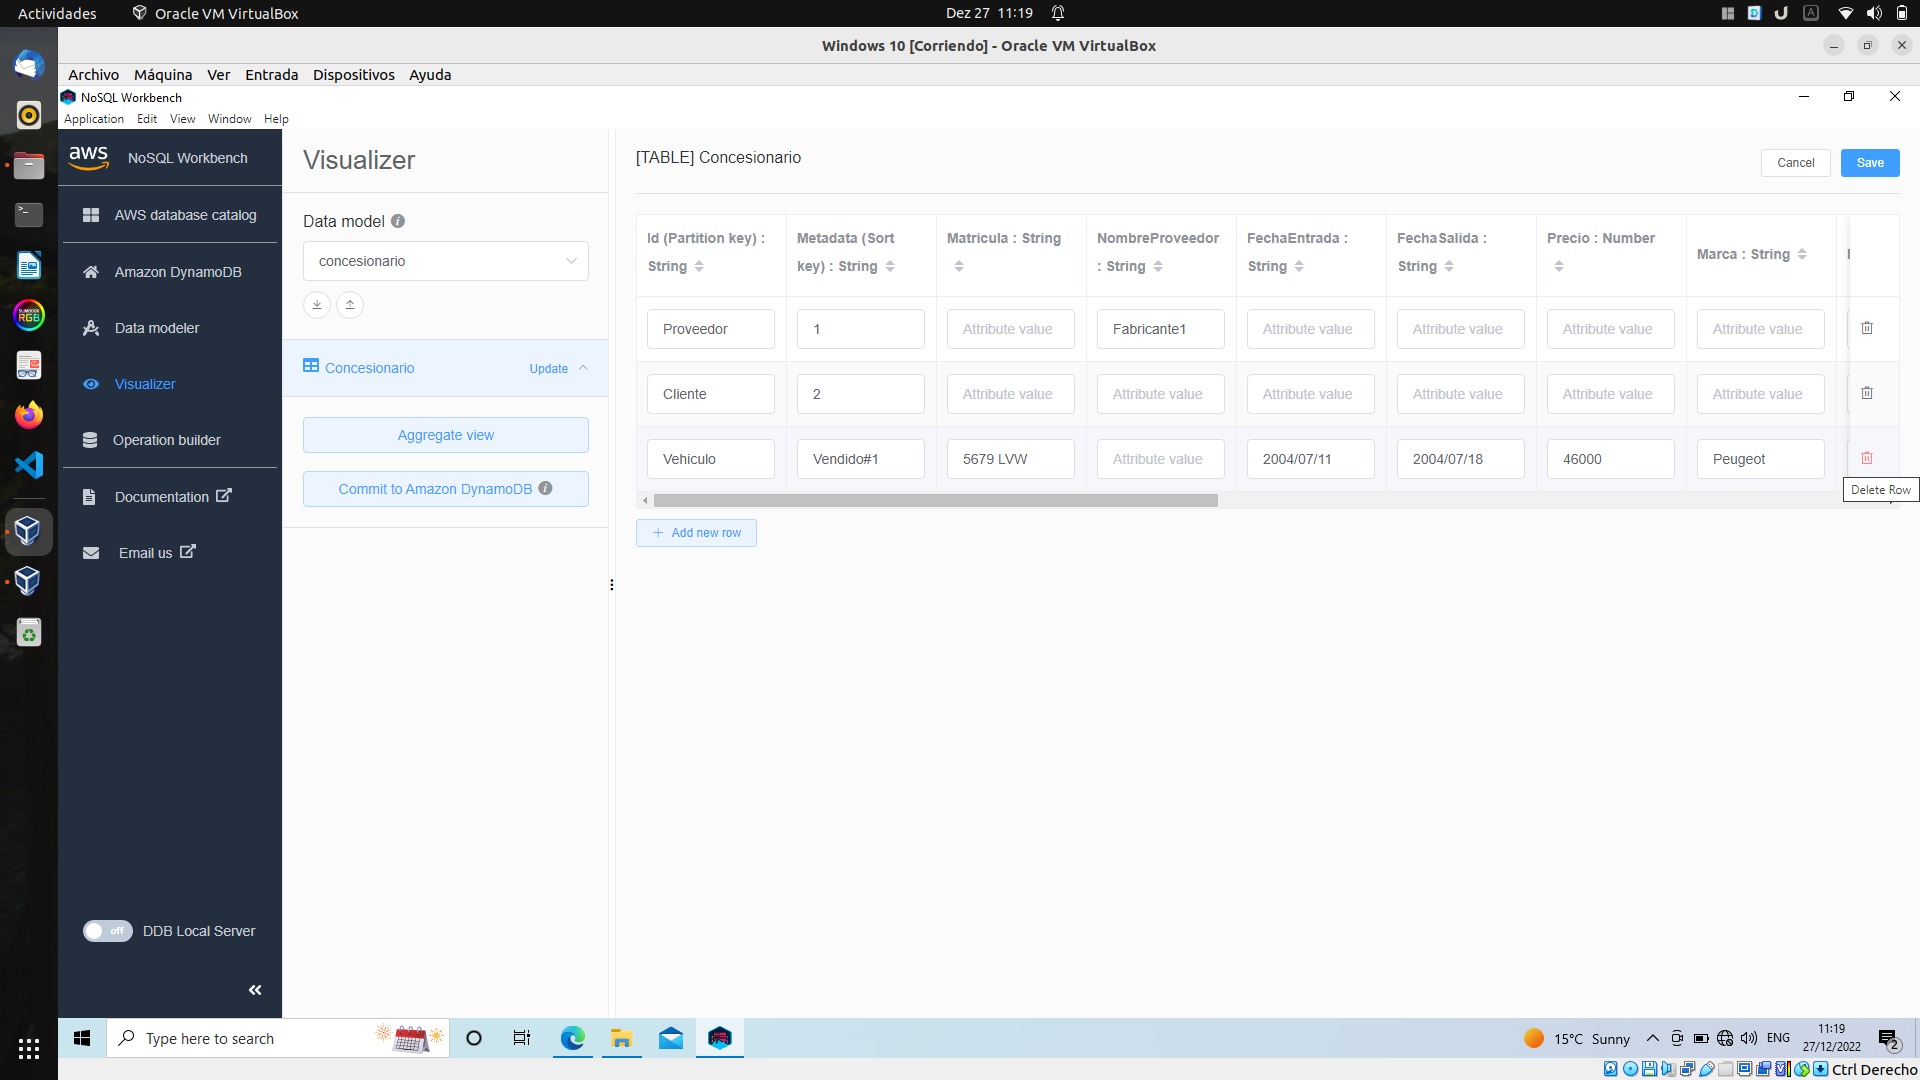 Actividades
Oracle VM VirtualBox
Dez 27 11:19
Windows 10 [Corriendo] - Oracle VM VirtualBox
Archivo Máquina Ver Entrada Dispositivos Ayuda
NoSQL Workbench
Application Edit View Window Help
aws NoSQL Workbench
AWS database catalog
Amazon DynamoDB
Data modeler
Visualizer
Operation builder
Documentation
Email us
off DDB Local Server
Visualizer
Data model
concesionario
Concesionario Update
Aggregate view
Commit to Amazon DynamoDB
[TABLE] Concesionario
Cancel Save
Id (Partition key) : String
Metadata (Sort key) : String
Matricula : String
NombreProveedor : String
FechaEntrada : String
FechaSalida : String
Precio : Number
Marca : String
Proveedor 1 Attribute value Fabricante1 Attribute value Attribute value Attribute value Attribute value
Cliente 2 Attribute value Attribute value Attribute value Attribute value Attribute value Attribute value
Vehiculo Vendido#1 5679 LVW Attribute value 2004/07/11 2004/07/18 46000 Peugeot
Delete Row
Add new row
Type here to search
15°C Sunny
ENG
11:19
27/12/2022
2
Ctrl Derecho